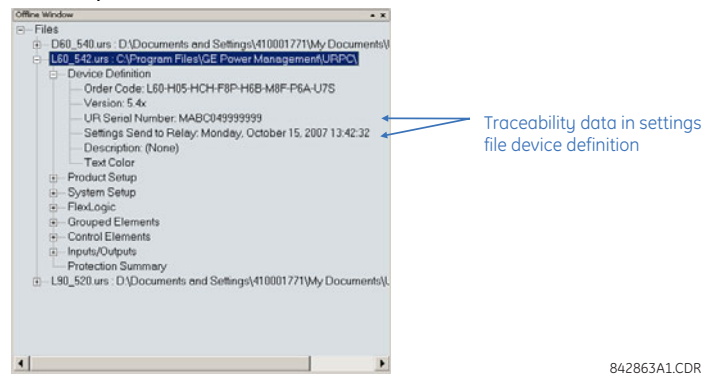 Offline Window
Files
D60_540.urs : D:\Documents and Settings\410001771\My Documents\
L60_542.urs : C:\Program Files\GE Power Management\URPC\
Device Definition
Order Code: L60-H05-HCH-F8P-H6B-M8F-P6A-U7S
Version: 5.4x
UR Serial Number: MABC049999999
Settings Send to Relay: Monday, October 15, 2007 13:42:32
Description: (None)
Text Color
Product Setup
System Setup
FlexLogic
Grouped Elements
Control Elements
Inputs/Outputs
Protection Summary
L90_520.urs : D:\Documents and Settings\410001771\My Documents\
Traceability data in settings
file device definition
842863A1.CDR